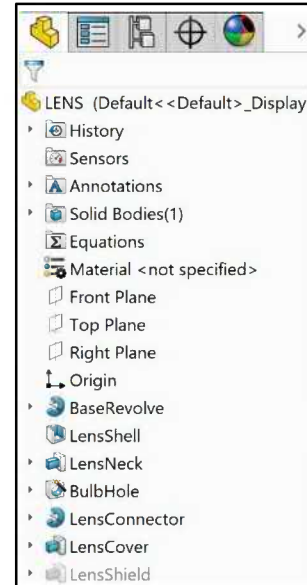 LENS (Default<<Default>_Display
History
Sensors
Annotations
Solid Bodies(1)
Equations
Material <not specified>
Front Plane
Top Plane
Right Plane
Origin
BaseRevolve
LensShell
LensNeck
BulbHole
LensConnector
LensCover
LensShield